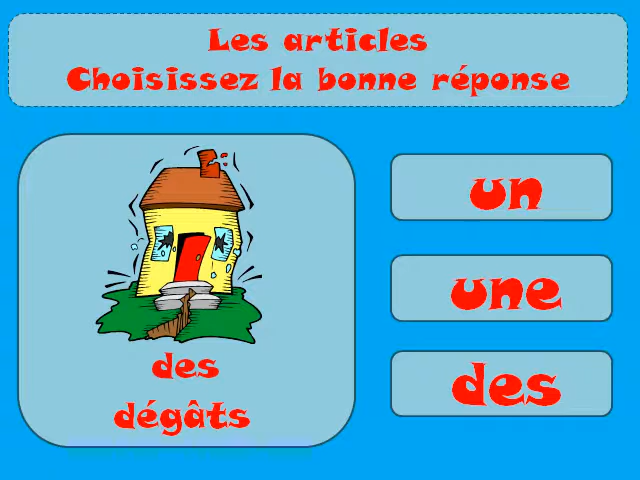 Les articles
Choisissez la bonne réponse
des
dégâts
un
une
des